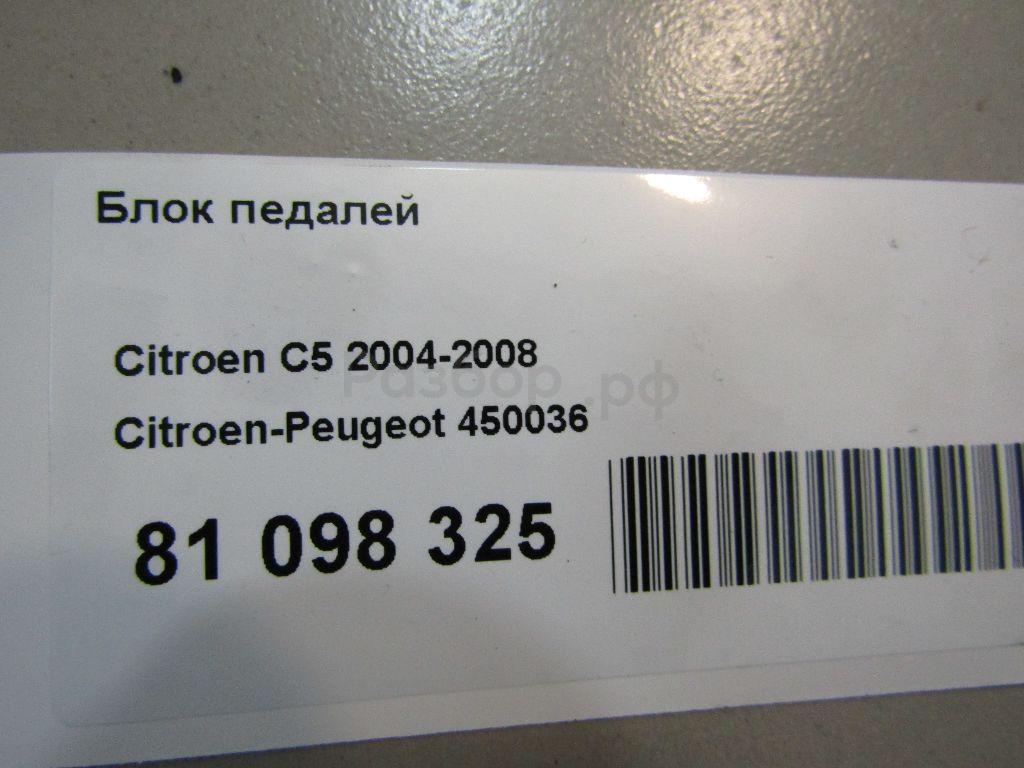 Блок педалей
Citroen C5 2004-2008
Разбор.рф
Citroen-Peugeot 450036
81 098 325